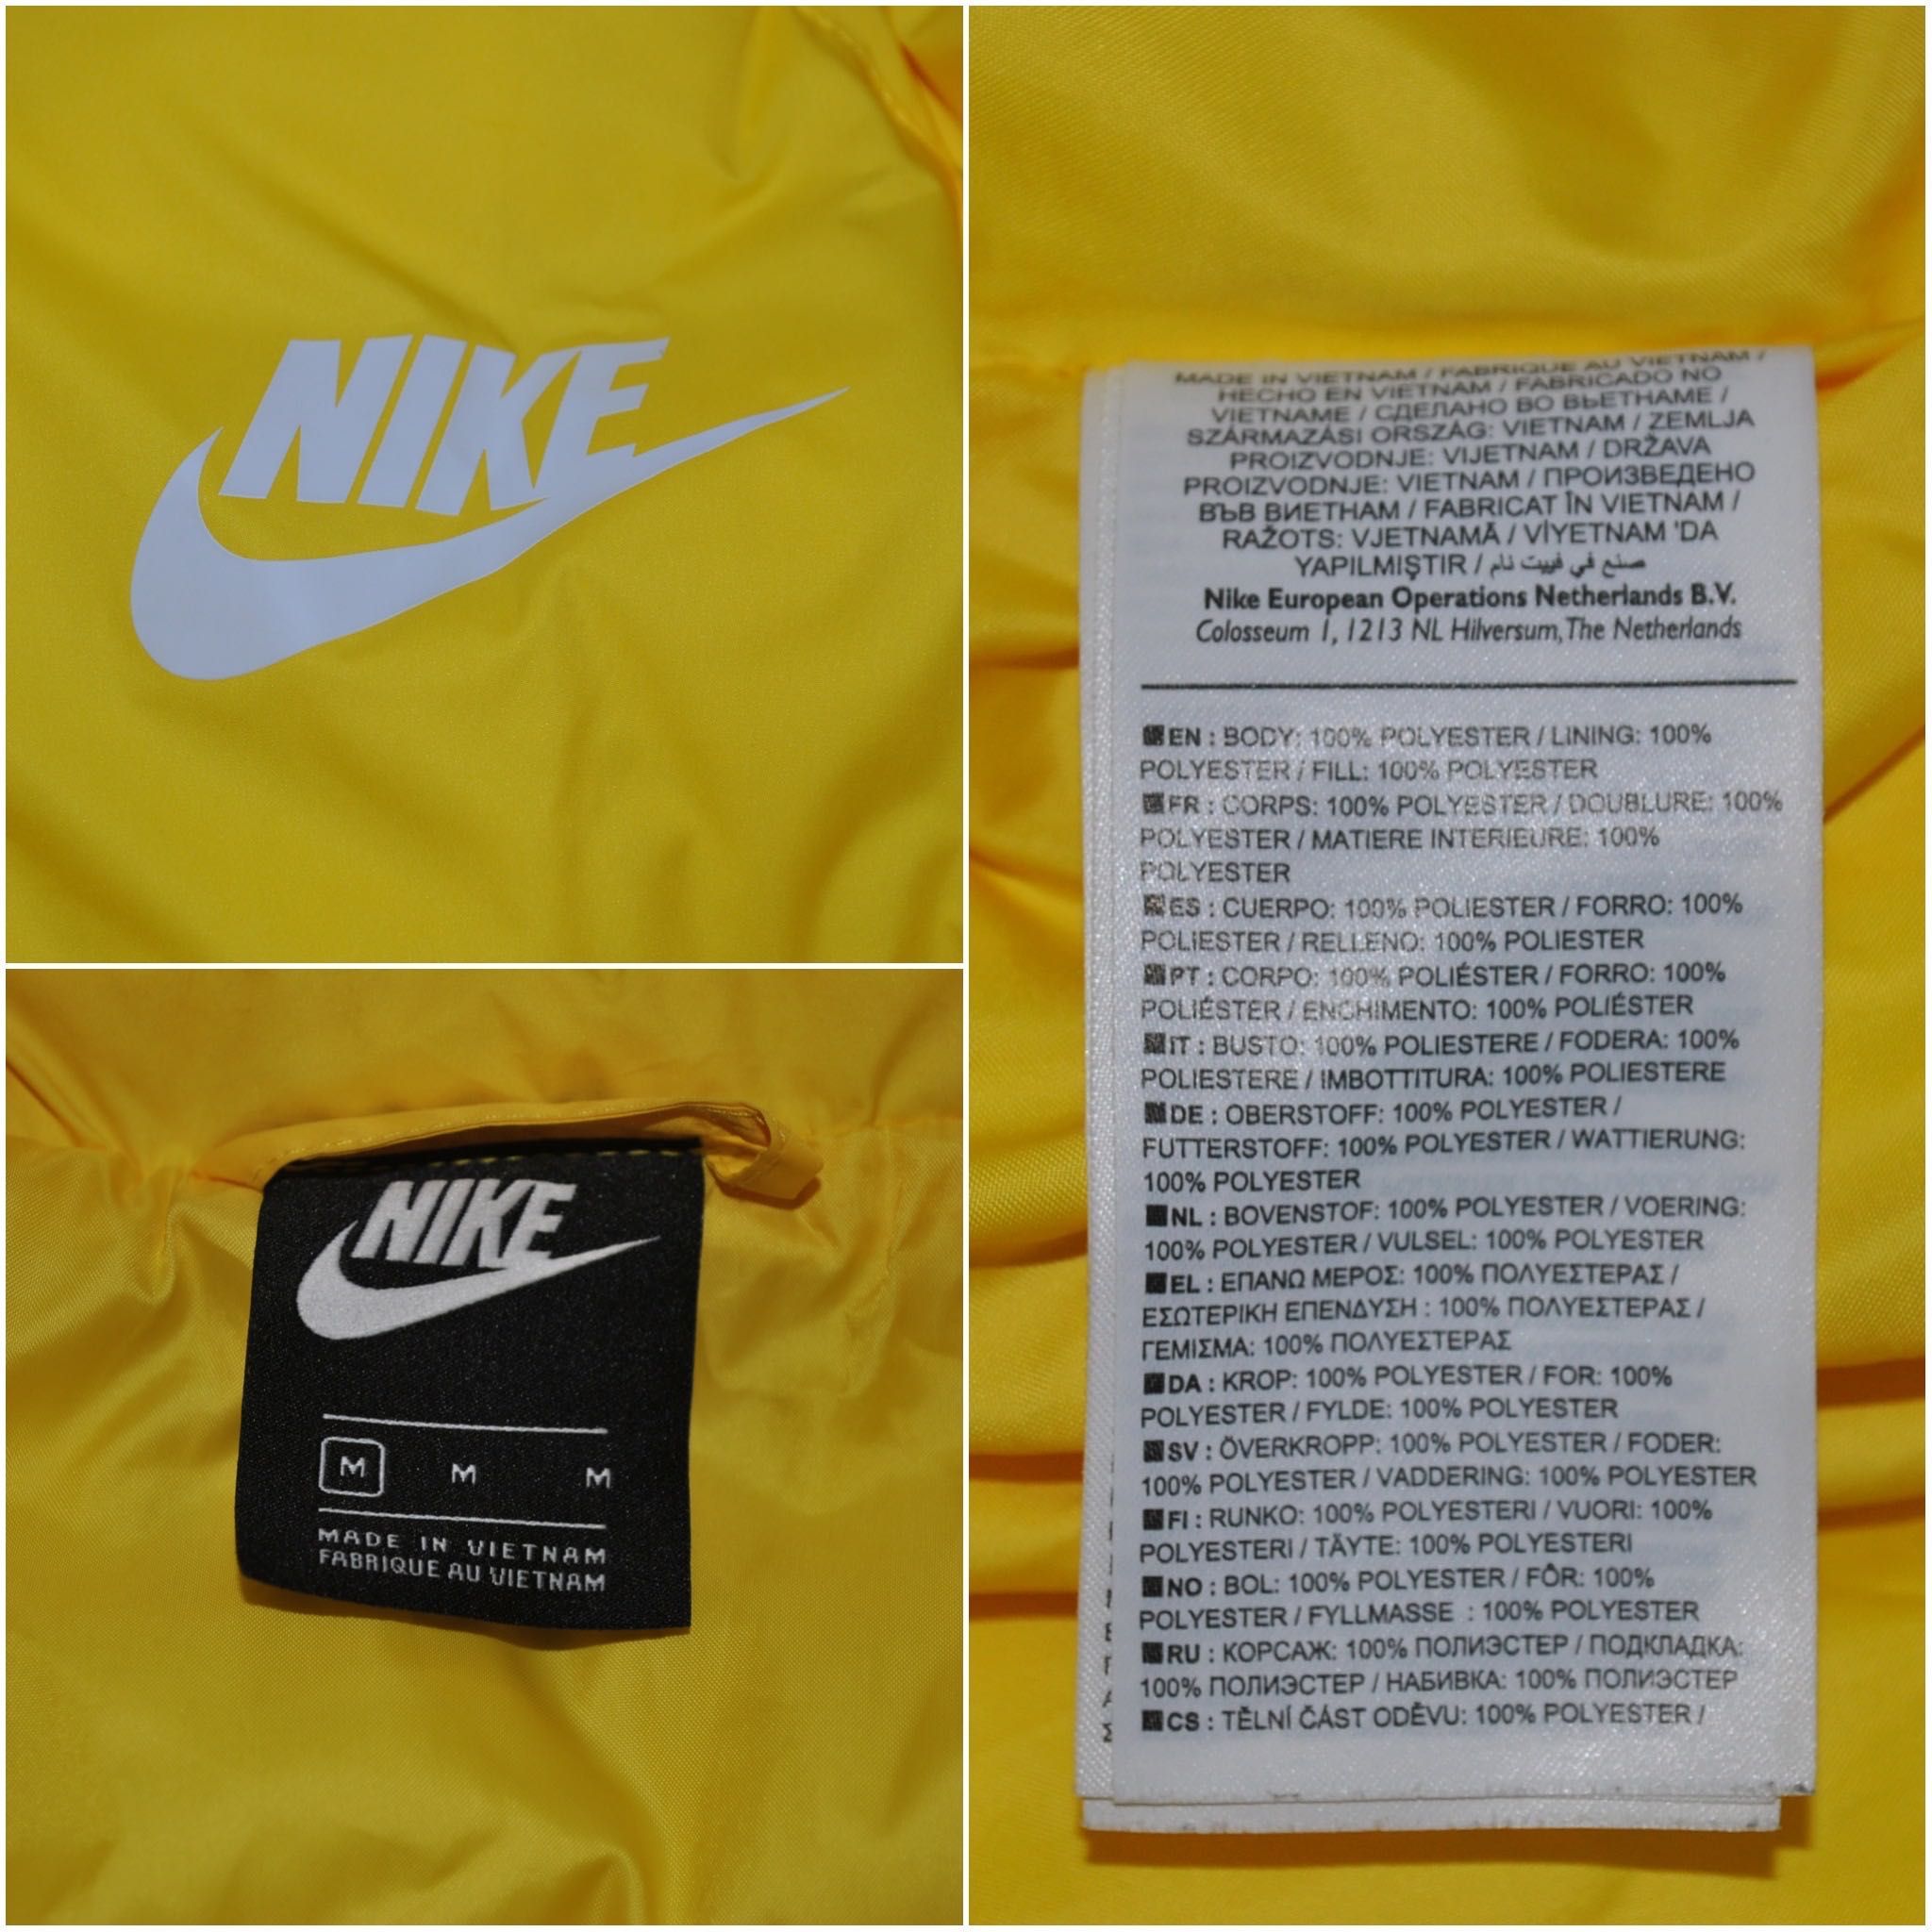 NIKE
MADE IN VIETNAM / FABRIQUE AU VIETNAM /
HECHO EN VIETNAM / FABRICADO NO
VIETNAME / СДЕЛАНО ВО ВЬЕТНАМЕ /
SZÁRMAZÁSI ORSZÁG: VIETNAM / ZEMLJA
PROIZVODNJE: VIJETNAM / DRŽAVA
PROIZVODNJE: VIETNAM / ПРОИЗВЕДЕНО
ВЪВ ВИЕТНАМ / FABRICAT ÎN VIETNAM /
RAŽOTS: VJETNAMĀ / VİYETNAM 'DA
YAPILMIŞTIR / صنع في فييت نام
Nike European Operations Netherlands B.V.
Colosseum 1, 1213 NL Hilversum, The Netherlands
EN : BODY: 100% POLYESTER / LINING: 100%
POLYESTER / FILL: 100% POLYESTER
FR : CORPS: 100% POLYESTER / DOUBLURE: 100%
POLYESTER / MATIERE INTERIEURE: 100%
POLYESTER
ES : CUERPO: 100% POLIESTER / FORRO: 100%
POLIESTER / RELLENO: 100% POLIESTER
PT : CORPO: 100% POLIÉSTER / FORRO: 100%
POLIÉSTER / ENCHIMENTO: 100% POLIÉSTER
IT : BUSTO: 100% POLIESTERE / FODERA: 100%
POLIESTERE / IMBOTTITURA: 100% POLIESTERE
DE : OBERSTOFF: 100% POLYESTER /
FUTTERSTOFF: 100% POLYESTER / WATTIERUNG:
100% POLYESTER
NL : BOVENSTOF: 100% POLYESTER / VOERING:
100% POLYESTER / VULSEL: 100% POLYESTER
EL : ΕΠΑΝΩ ΜΕΡΟΣ: 100% ΠΟΛΥΕΣΤΕΡΑΣ /
ΕΣΩΤΕΡΙΚΗ ΕΠΕΝΔΥΣΗ : 100% ΠΟΛΥΕΣΤΕΡΑΣ /
ΓΕΜΙΣΜΑ: 100% ΠΟΛΥΕΣΤΕΡΑΣ
DA : KROP: 100% POLYESTER / FOR: 100%
POLYESTER / FYLDE: 100% POLYESTER
SV : ÖVERKROPP: 100% POLYESTER / FODER:
100% POLYESTER / VADDERING: 100% POLYESTER
FI : RUNKO: 100% POLYESTERI / VUORI: 100%
POLYESTERI / TÄYTE: 100% POLYESTERI
NO : BOL: 100% POLYESTER / FÔR: 100%
POLYESTER / FYLLMASSE : 100% POLYESTER
RU : КОРСАЖ: 100% ПОЛИЭСТЕР / ПОДКЛАДКА:
100% ПОЛИЭСТЕР / НАБИВКА: 100% ПОЛИЭСТЕР
CS : TĚLNÍ ČÁST ODĚVU: 100% POLYESTER /
NIKE
M M M
MADE IN VIETNAM
FABRIQUE AU VIETNAM